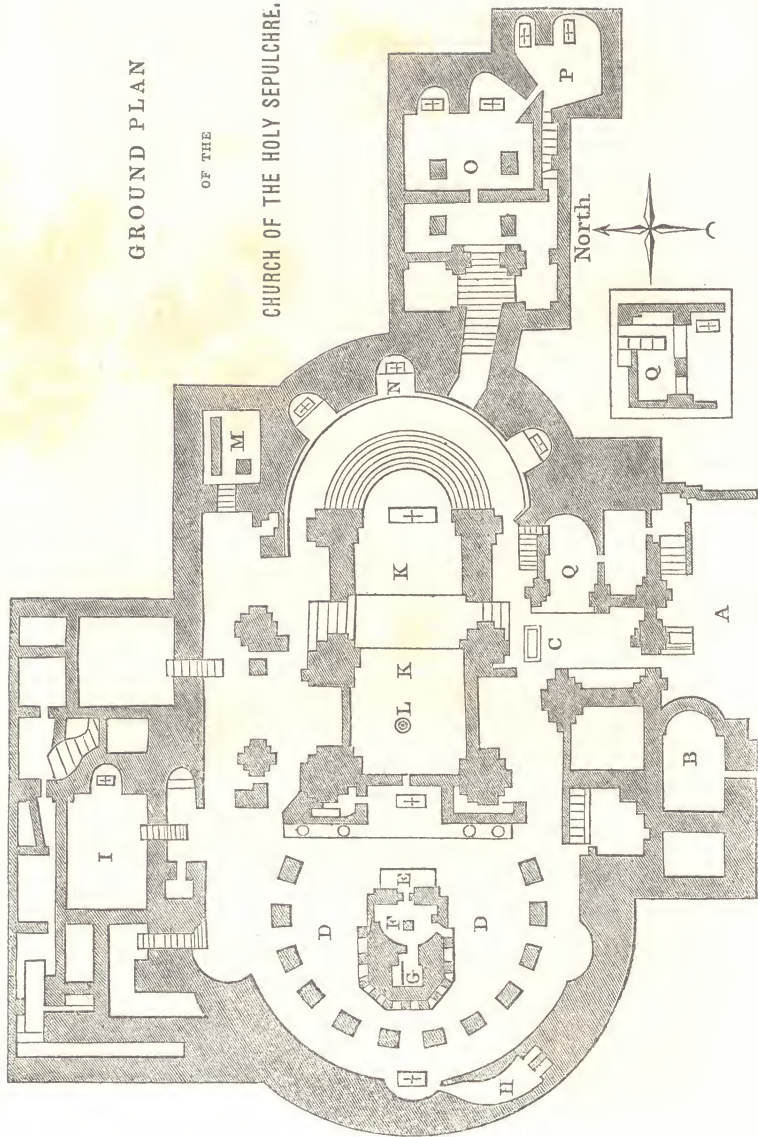 GROUND PLAN
OF THE
CHURCH OF THE HOLY SEPULCHRE.
P
O
North
N
Q
M
K
Q
A
C
K
L
B
I
E
D
F
D
G
H